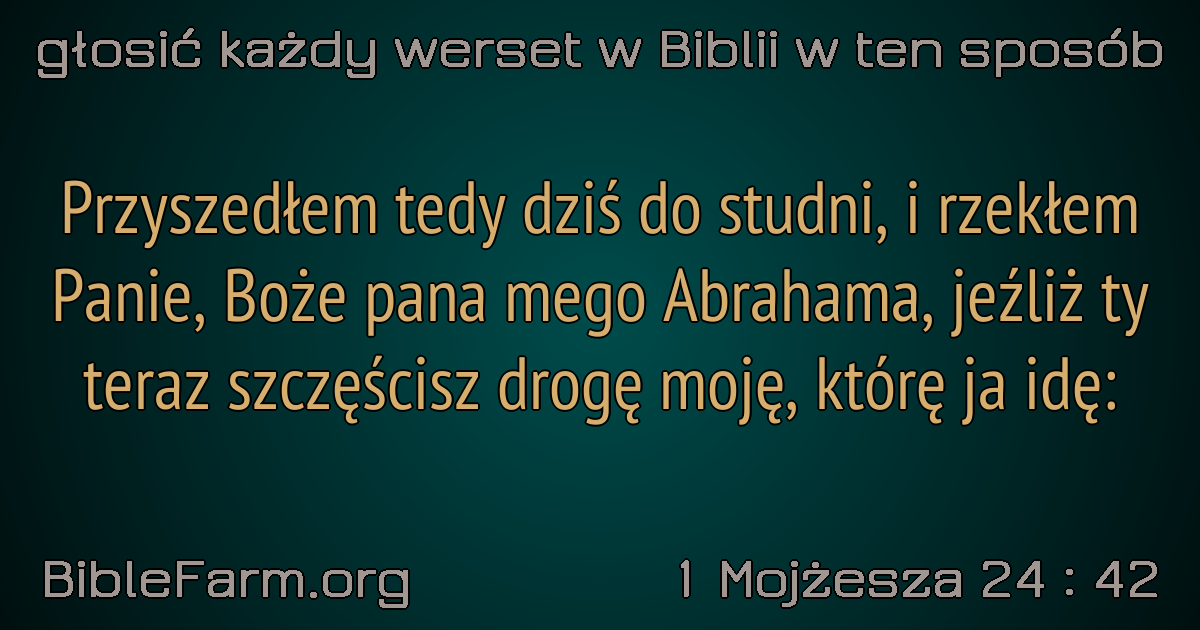 głosić każdy werset w Biblii w ten sposób
Przyszedłem tedy dziś do studni, i rzekłem
Panie, Boże pana mego Abrahama, jeźliż ty
teraz szczęścisz drogę moję, którę ja idę:
BibleFarm.org
1 Mojżesza 24 : 42